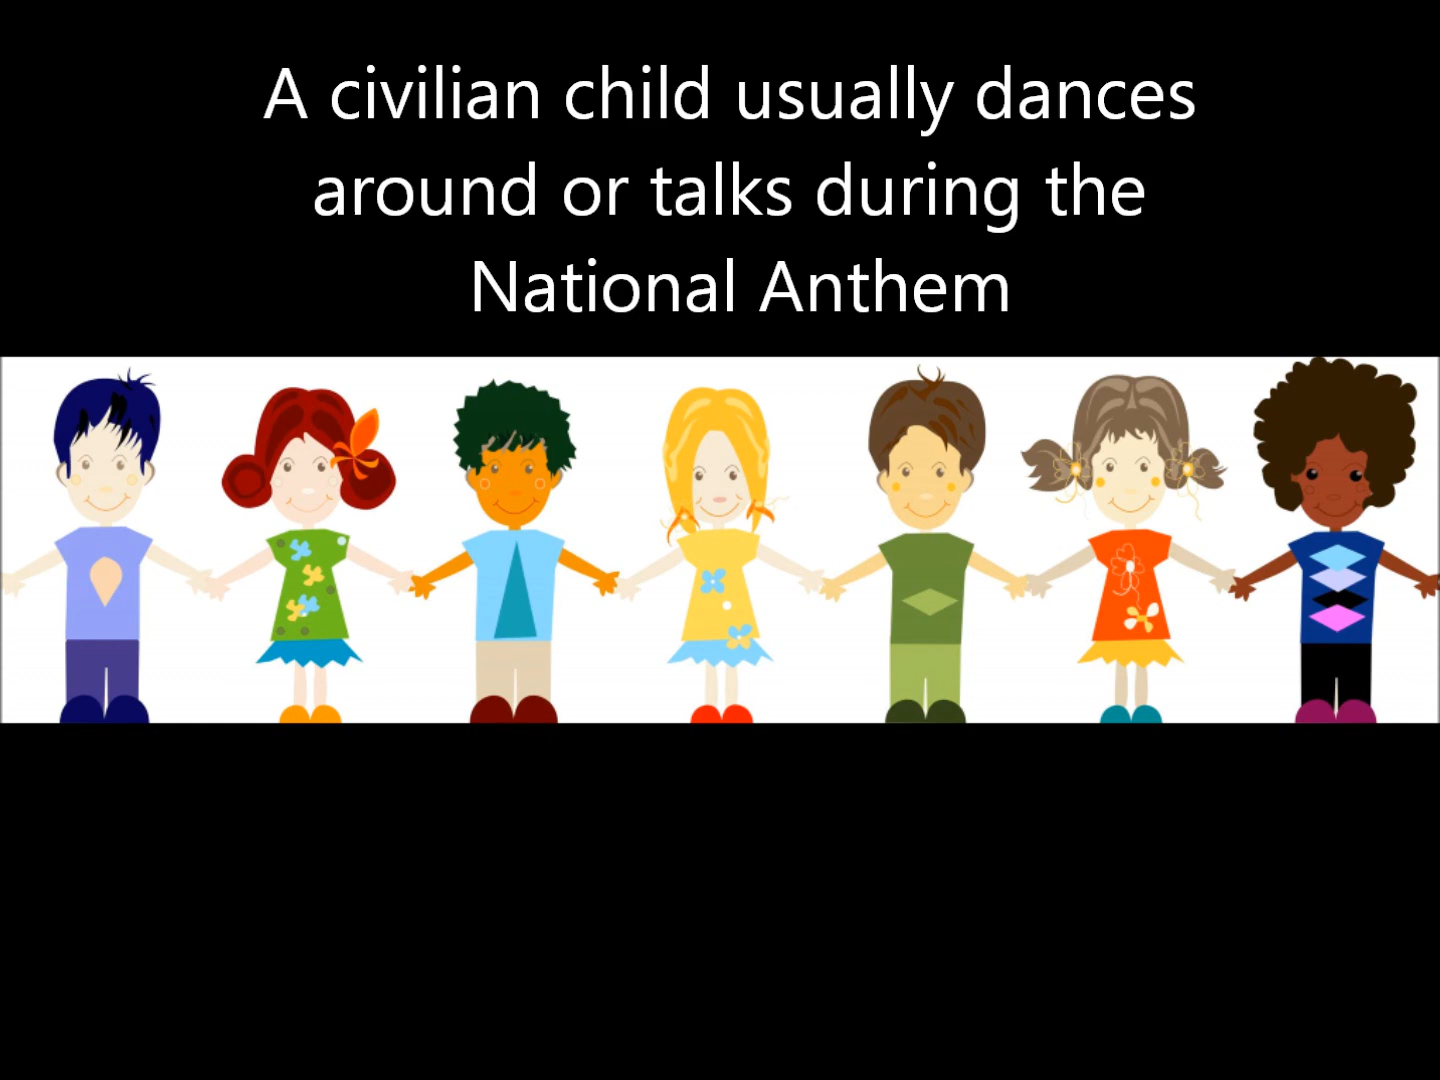 A civilian child usually dances
around or talks during the
National Anthem